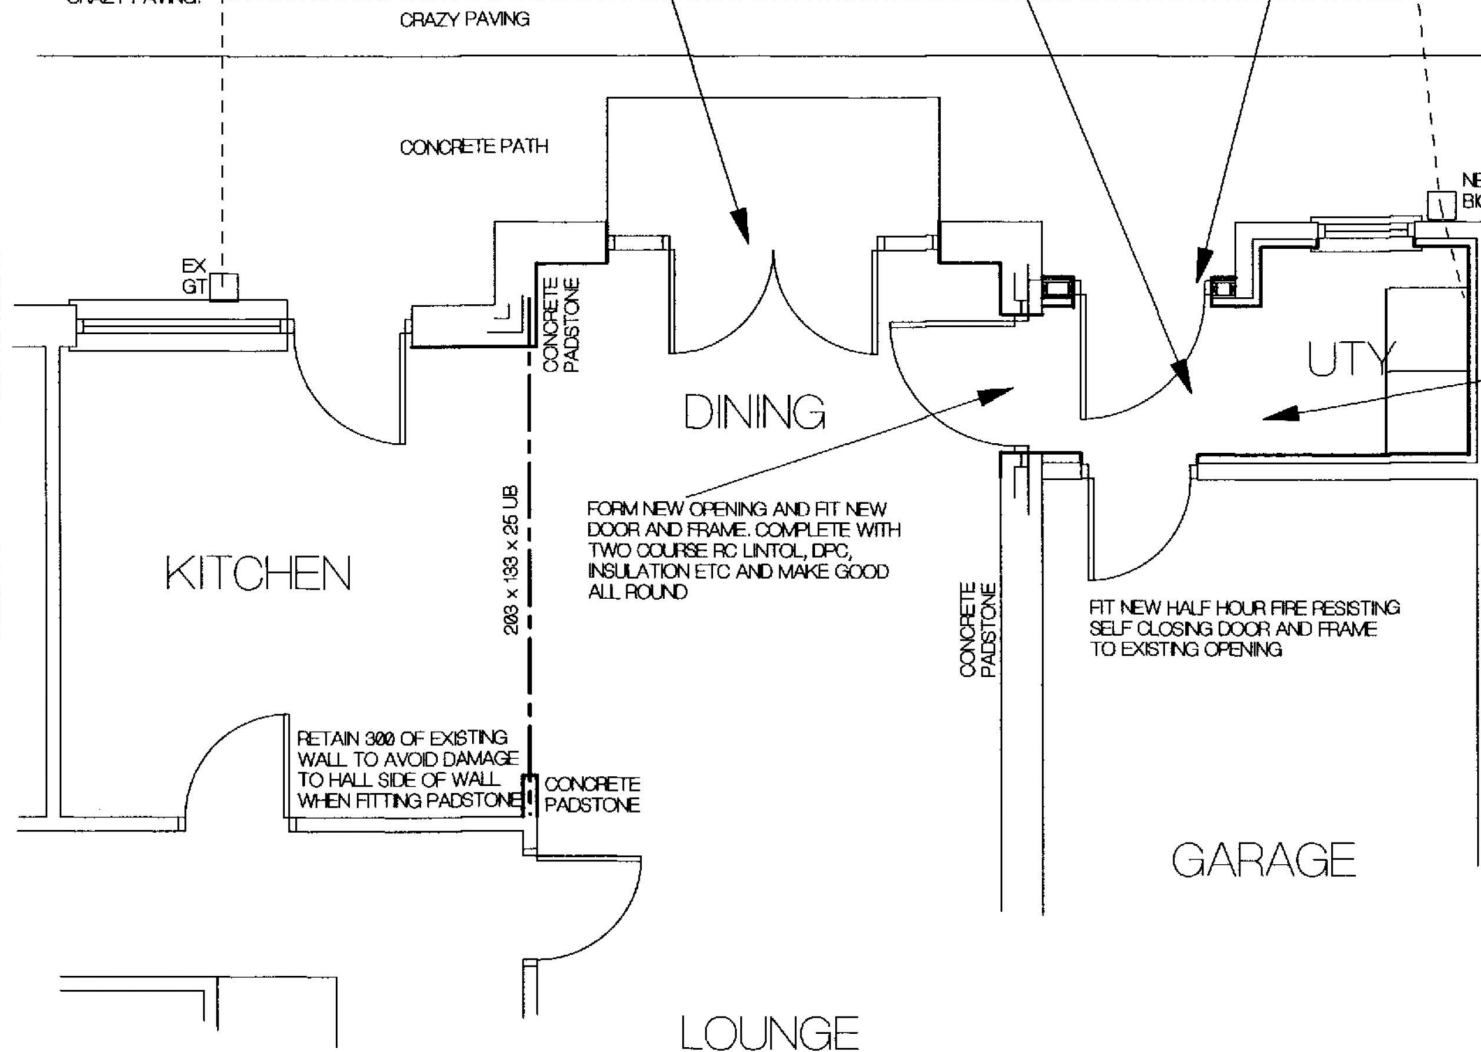 CRAZY PAVING.
CRAZY PAVING
CONCRETE PATH
EX
GT
CONCRETE
PADSTONE
DINING
UTY
203 x 133 x 25 UB
FORM NEW OPENING AND FIT NEW
DOOR AND FRAME. COMPLETE WITH
TWO COURSE RC LINTOL, DPC,
INSULATION ETC AND MAKE GOOD
ALL ROUND
KITCHEN
CONCRETE
PADSTONE
FIT NEW HALF HOUR FIRE RESISTING
SELF CLOSING DOOR AND FRAME
TO EXISTING OPENING
RETAIN 300 OF EXISTING
WALL TO AVOID DAMAGE
TO HALL SIDE OF WALL
WHEN FITTING PADSTONE
CONCRETE
PADSTONE
GARAGE
LOUNGE